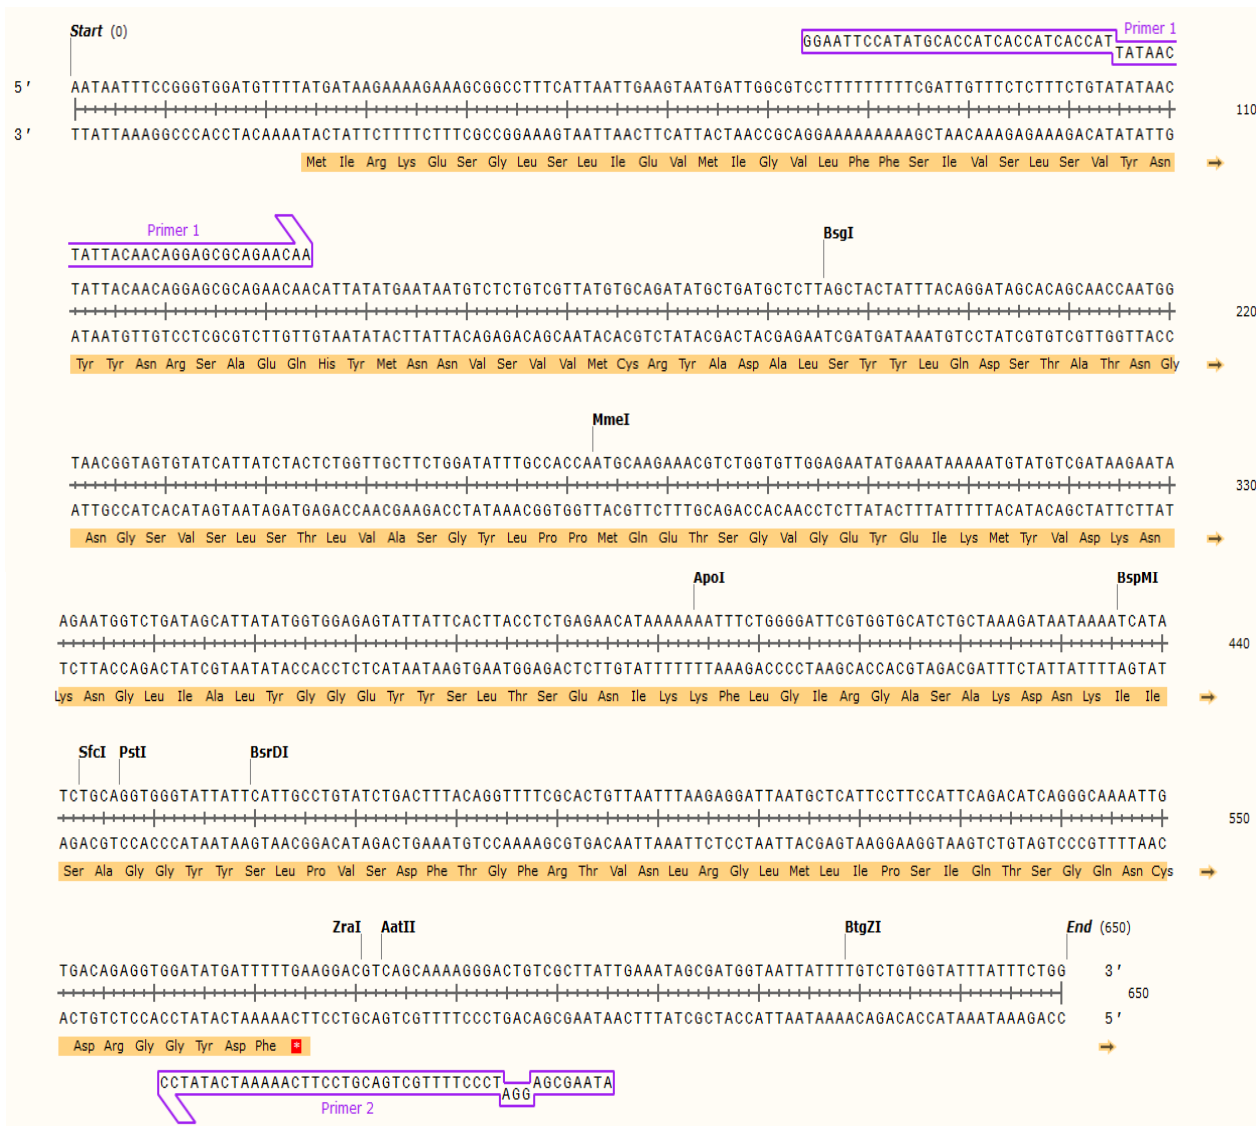 Start (0)
GGAATTCCATATGCACCATCACCATCACCAT
Primer 1
TATAAC
5' AATAATTTCCGGGTGGATGTTTTATGATAAGAAAAGAAAGCGGCCTTTCATTAATTGAAGTAATGATTGGCGTCCTTTTTTTTTCGATTGTTTCTCTTTCTGTATATAAC
110
3' TTATTAAAGGCCCACCTACAAAATACTATTCTTTTCTTTCGCCGGAAAGTAATTAACTTCATTACTAACCGCAGGAAAAAAAAAGCTAACAAAGAGAAAGACATATATTG
Met Ile Arg Lys Glu Ser Gly Leu Ser Leu Ile Glu Val Met Ile Gly Val Leu Phe Phe Ser Ile Val Ser Leu Ser Val Tyr Asn
Primer 1
TATTACAACAGGAGCGCAGAACAA
BsgI
TATTACAACAGGAGCGCAGAACAACATTATATGAATAATGTCTCTGTCGTTATGTGCAGATATGCTGATGCTCTTAGCTACTATTTACAGGATAGCACAGCAACCAATGG
220
ATAATGTTGTCCTCGCGTCTTGTTGTAATATACTTATTACAGAGACAGCAATACACGTCTATACGACTACGAGAATCGATGATAAATGTCCTATCGTGTCGTTGGTTACC
Tyr Tyr Asn Arg Ser Ala Glu Gln His Tyr Met Asn Asn Val Ser Val Val Met Cys Arg Tyr Ala Asp Ala Leu Ser Tyr Tyr Leu Gln Asp Ser Thr Ala Thr Asn Gly
MmeI
TAACGGTAGTGTATCATTATCTACTCTGGTTGCTTCTGGATATTTGCCACCAATGCAAGAAACGTCTGGTGTTGGAGAATATGAAATAAAAATGTATGTCGATAAGAATA
330
ATTGCCATCACATAGTAATAGATGAGACCAACGAAGACCTATAAACGGTGGTTACGTTCTTTGCAGACCACAACCTCTTATACTTTATTTTTACATACAGCTATTCTTAT
Asn Gly Ser Val Ser Leu Ser Thr Leu Val Ala Ser Gly Tyr Leu Pro Pro Met Gln Glu Thr Ser Gly Val Gly Glu Tyr Glu Ile Lys Met Tyr Val Asp Lys Asn
ApoI BspMI
AGAATGGTCTGATAGCATTATATGGTGGAGAGTATTATTCACTTACCTCTGAGAACATAAAAAAATTTCTGGGGATTCGTGGTGCATCTGCTAAAGATAATAAAATCATA
440
TCTTACCAGACTATCGTAATATACCACCTCTCATAATAAGTGAATGGAGACTCTTGTATTTTTTTAAAGACCCCTAAGCACCACGTAGACGATTTCTATTATTTTAGTAT
Lys Asn Gly Leu Ile Ala Leu Tyr Gly Gly Glu Tyr Tyr Ser Leu Thr Ser Glu Asn Ile Lys Lys Phe Leu Gly Ile Arg Gly Ala Ser Ala Lys Asp Asn Lys Ile Ile
SfcI PstI BsrDI
TCTGCAGGTGGGTATTATTCATTGCCTGTATCTGACTTTACAGGTTTTCGCACTGTTAATTTAAGAGGATTAATGCTCATTCCTTCCATTCAGACATCAGGGCAAAATTG
550
AGACGTCCACCCATAATAAGTAACGGACATAGACTGAAATGTCCAAAAGCGTGACAATTAAATTCTCCTAATTACGAGTAAGGAAGGTAAGTCTGTAGTCCCGTTTTAAC
Ser Ala Gly Gly Tyr Tyr Ser Leu Pro Val Ser Asp Phe Thr Gly Phe Arg Thr Val Asn Leu Arg Gly Leu Met Leu Ile Pro Ser Ile Gln Thr Ser Gly Gln Asn Cys
ZraI AatII BtgZI End (650)
TGACAGAGGTGGATATGATTTTTGAAGGACGTCAGCAAAAGGGACTGTCGCTTATTGAAATAGCGATGGTAATTATTTTGTCTGTGGTATTTATTTCTGG 3'
650
ACTGTCTCCACCTATACTAAAAACTTCCTGCAGTCGTTTTCCCTGACAGCGAATAACTTTATCGCTACCATTAATAAAACAGACACCATAAATAAAGACC 5'
Asp Arg Gly Gly Tyr Asp Phe *
CCTATACTAAAAACTTCCTGCAGTCGTTTTCCCT AGCGAATA
AGG
Primer 2